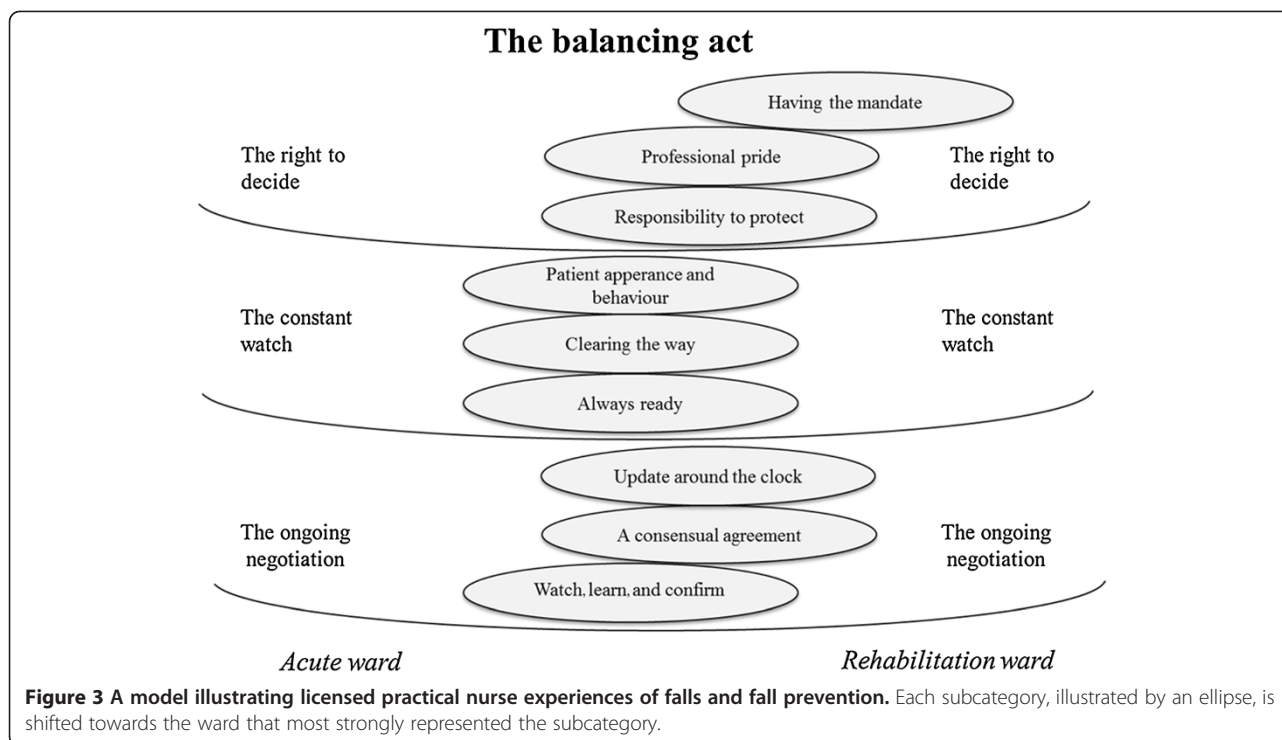 The balancing act
Having the mandate
The right to
decide
Professional pride
The right to
decide
Responsibility to protect
Patient apperance and
behaviour
The constant
watch
Clearing the way
The constant
watch
Always ready
Update around the clock
The ongoing
negotiation
A consensual agreement
The ongoing
negotiation
Watch, learn, and confirm
Acute ward
Rehabilitation ward
Figure 3 A model illustrating licensed practical nurse experiences of falls and fall prevention. Each subcategory, illustrated by an ellipse, is
shifted towards the ward that most strongly represented the subcategory.